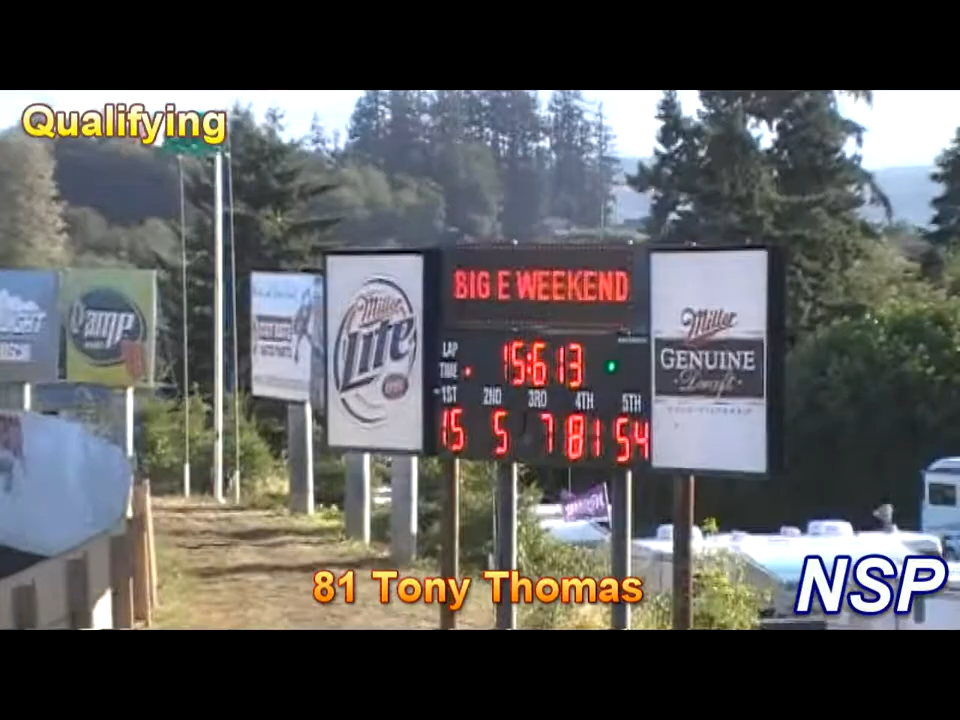 Qualifying
BIG E WEEKEND
amp
Miller
Lite
Miller
GENUINE
Draft
LAP
TIME
15:613
1ST 2ND 3RD 4TH 5TH
15 5 7 81 54
81 Tony Thomas
NSP